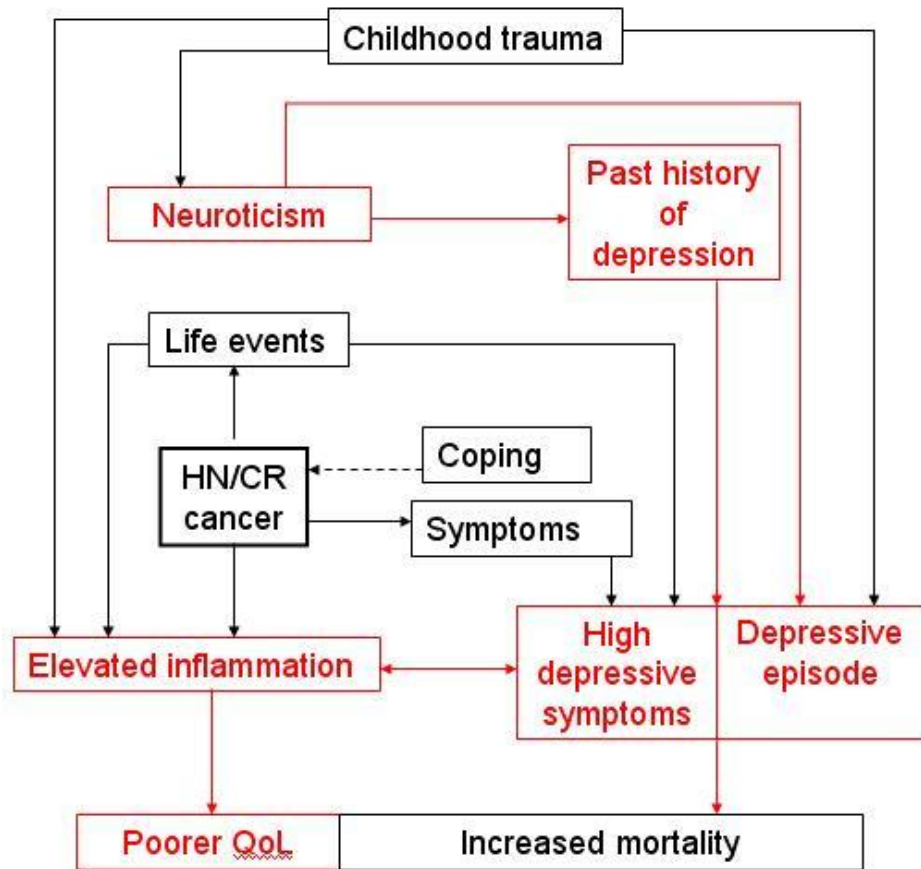 Childhood trauma
Neuroticism
Past history
of
depression
Life events
HN/CR
cancer
Coping
Symptoms
Elevated inflammation
High
depressive
symptoms
Depressive
episode
Poorer QoL
Increased mortality